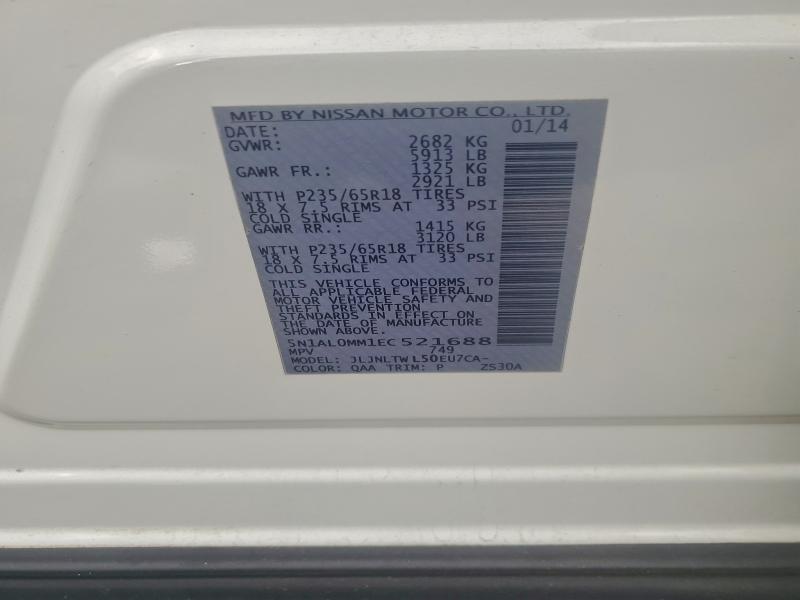 MFD BY NISSAN MOTOR CO., LTD.
DATE: 01/14
GVWR: 2682 KG
5913 LB
GAWR FR.: 1325 KG
2921 LB
WITH P235/65R18 TIRES
18 X 7.5 RIMS AT 33 PSI
COLD SINGLE
GAWR RR.: 1415 KG
3120 LB
WITH P235/65R18 TIRES
18 X 7.5 RIMS AT 33 PSI
COLD SINGLE
THIS VEHICLE CONFORMS TO
ALL APPLICABLE FEDERAL
MOTOR VEHICLE SAFETY AND
THEFT PREVENTION
STANDARDS IN EFFECT ON
THE DATE OF MANUFACTURE
SHOWN ABOVE.
5N1AL0MM1EC521688
MPV 749
MODEL: JLJNLTWL50EU7CA-
COLOR: QAA TRIM: P ZS30A